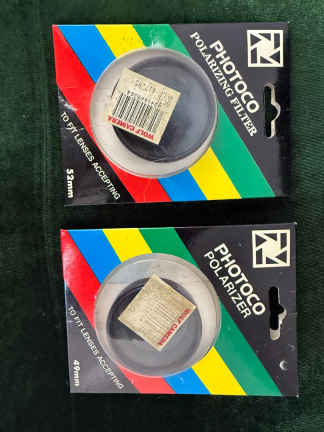 PHOTOCO
POLARIZING FILTER
WOLF CAMERA
TO FIT LENSES ACCEPTING
52mm
PHOTOCO
POLARIZER
WOLF CAMERA
TO FIT LENSES ACCEPTING
49mm